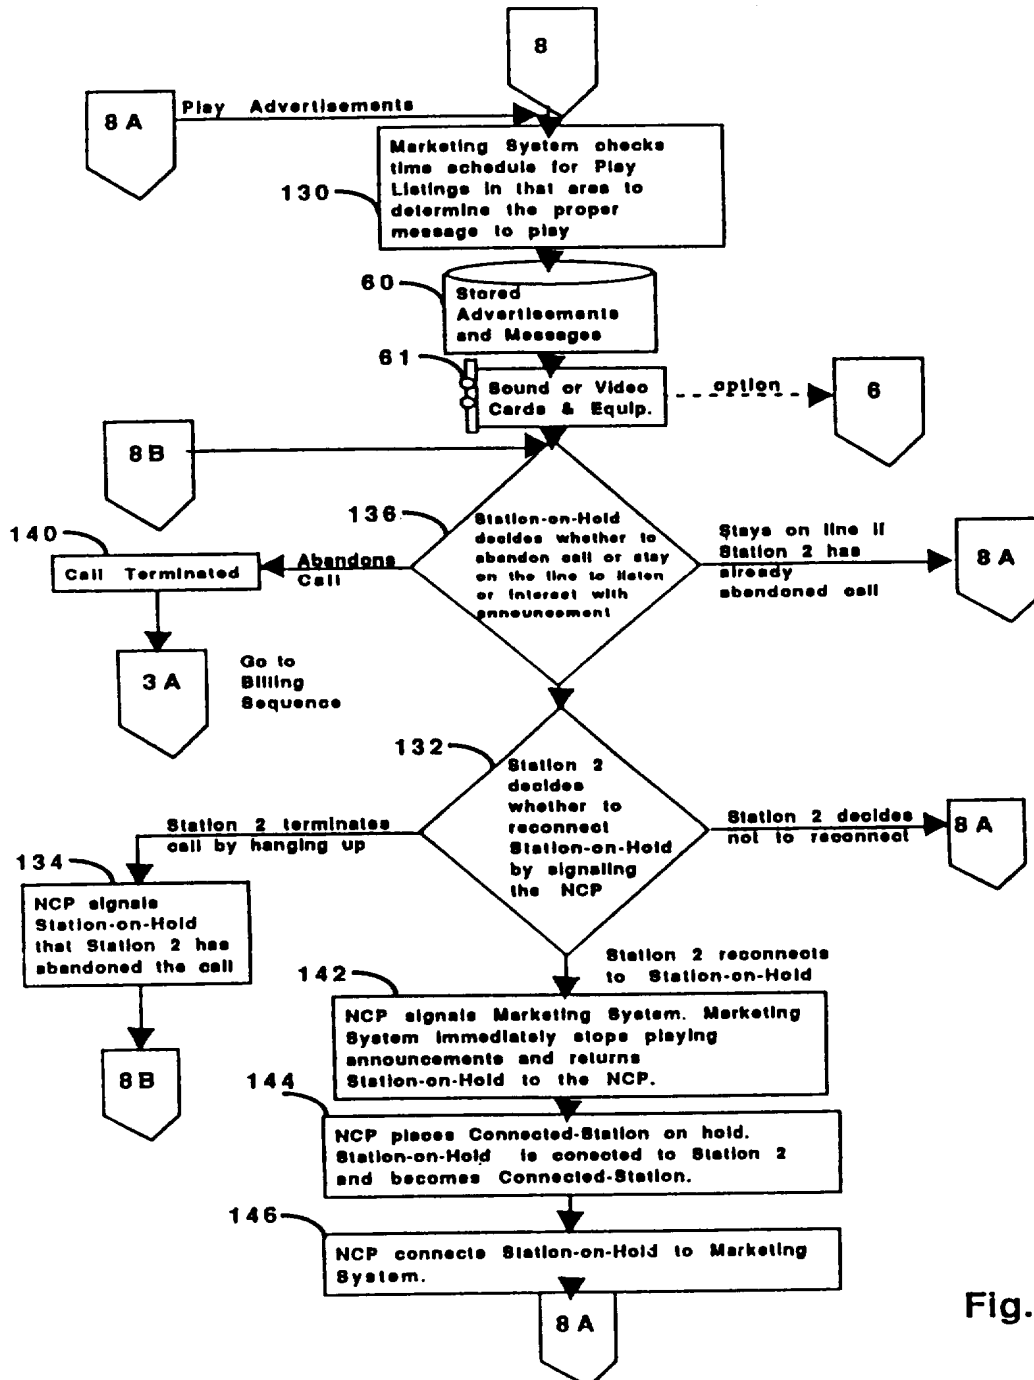 8
8A
Play Advertisements
130
Marketing System checks
time schedule for Play
Listings in that area to
determine the proper
message to play
60
Stored
Advertisements
and Messages
61
Sound or Video
Cards & Equip.
option
6
8B
136
Station-on-Hold
decides whether to
abandon call or stay
on the line to listen
or interact with
announcement
140
Call Terminated
Abandons
Call
Stays on line if
Station 2 has
already
abandoned call
8A
3A
Go to
Billing
Sequence
132
Station 2
decides
whether to
reconnect
Station-on-Hold
by signaling
the NCP
Station 2 terminates
call by hanging up
Station 2 decides
not to reconnect
8A
134
NCP signals
Station-on-Hold
that Station 2 has
abandoned the call
8B
Station 2 reconnects
to Station-on-Hold
142
NCP signals Marketing System. Marketing
System immediately stops playing
announcements and returns
Station-on-Hold to the NCP.
144
NCP places Connected-Station on hold.
Station-on-Hold is conected to Station 2
and becomes Connected-Station.
146
NCP connects Station-on-Hold to Marketing
System.
8A
Fig.